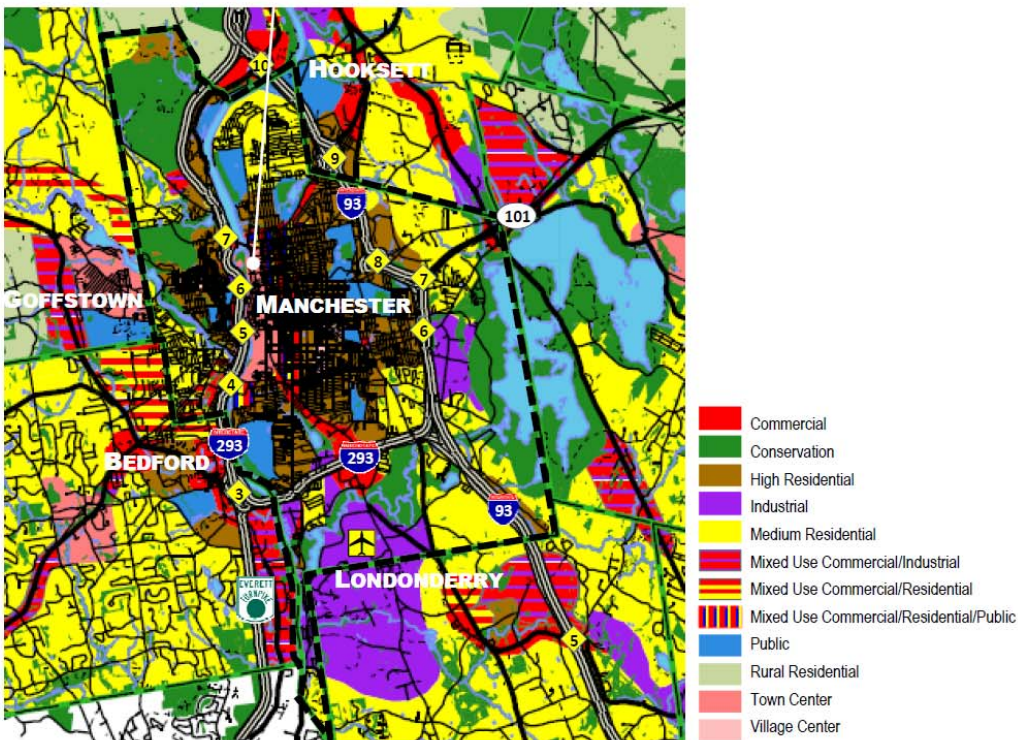 10
HOOKSETT
9
93
101
7
8
7
6
GOFFSTOWN
MANCHESTER
5
6
4
293
BEDFORD
293
3
93
EVERETT
TURNPIKE
LONDONDERRY
5
Commercial
Conservation
High Residential
Industrial
Medium Residential
Mixed Use Commercial/Industrial
Mixed Use Commercial/Residential
Mixed Use Commercial/Residential/Public
Public
Rural Residential
Town Center
Village Center